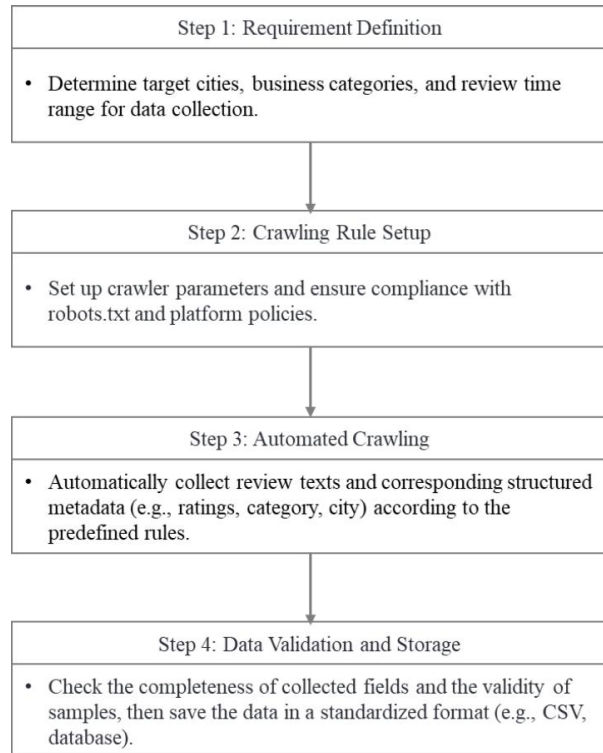 Step 1: Requirement Definition
• Determine target cities, business categories, and review time
range for data collection.
Step 2: Crawling Rule Setup
• Set up crawler parameters and ensure compliance with
robots.txt and platform policies.
Step 3: Automated Crawling
• Automatically collect review texts and corresponding structured
metadata (e.g., ratings, category, city) according to the
predefined rules.
Step 4: Data Validation and Storage
• Check the completeness of collected fields and the validity of
samples, then save the data in a standardized format (e.g., CSV,
database).